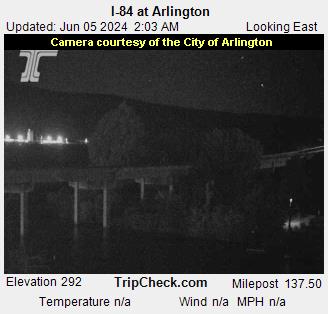 I-84 at Arlington
Updated: Jun 05 2024 2:03 AM Looking East
Camera courtesy of the City of Arlington
Elevation 292 TripCheck.com Milepost 137.50
Temperature n/a Wind n/a MPH n/a